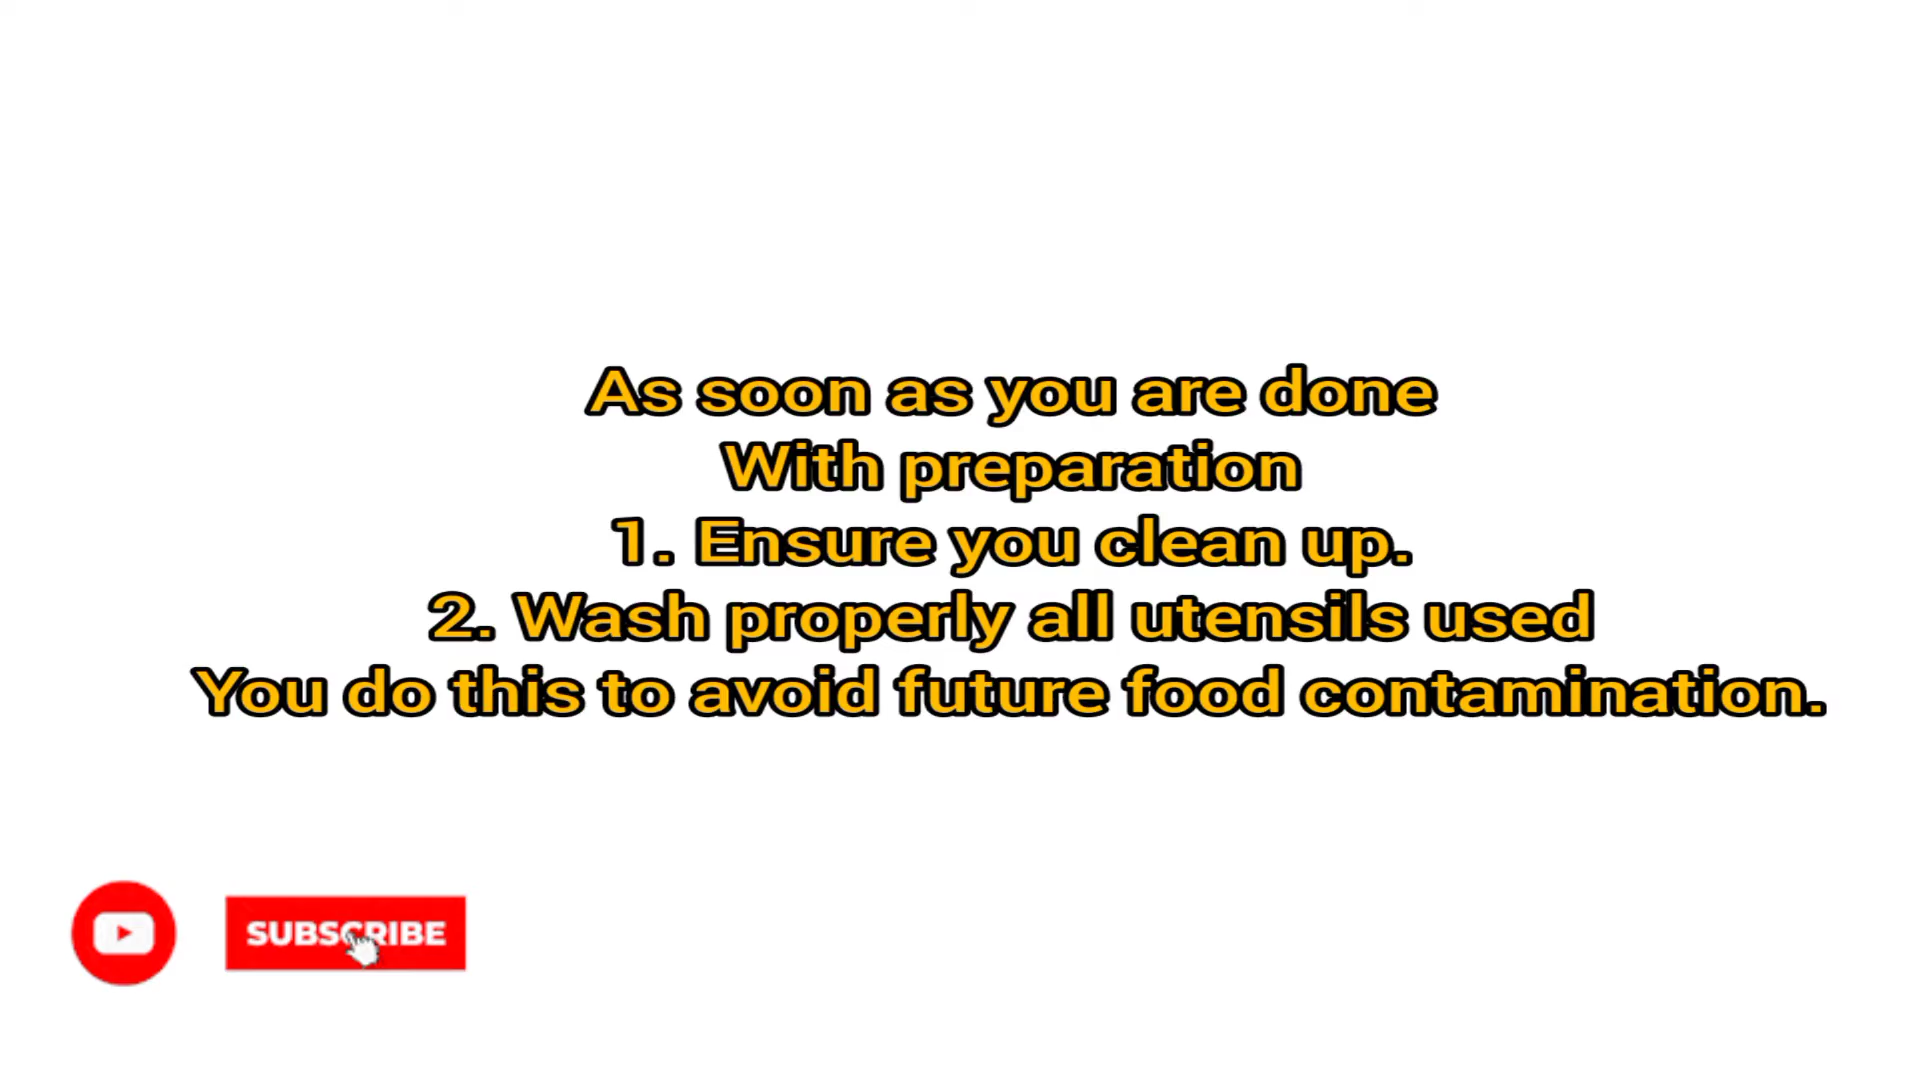 As soon as you are done
With preparation
1. Ensure you clean up.
2. Wash properly all utensils used
You do this to avoid future food contamination.
SUBSCRIBE